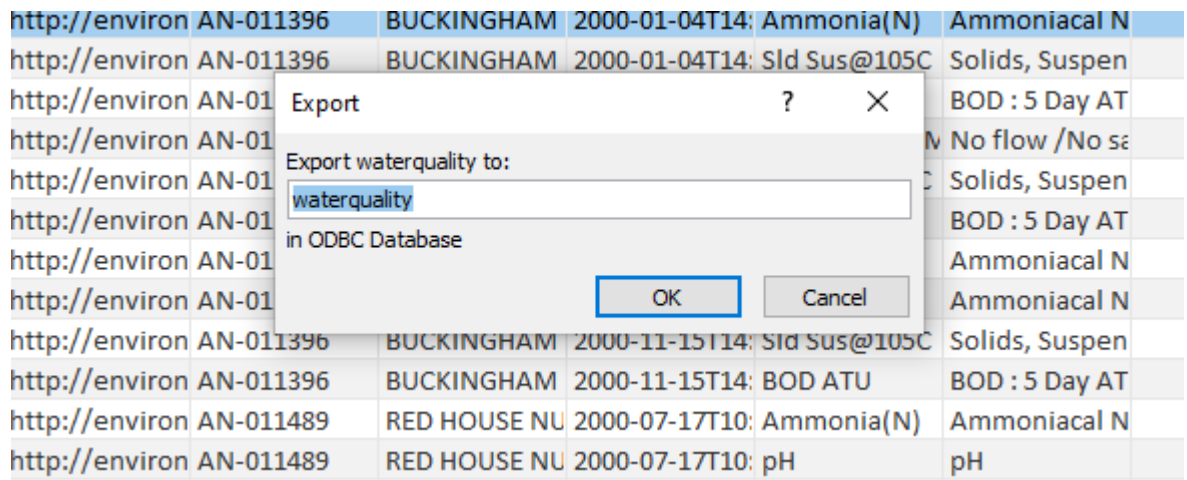 http://environ AN-011396 BUCKINGHAM 2000-01-04T14: Ammonia(N) Ammoniacal N
http://environ AN-011396 BUCKINGHAM 2000-01-04T14: Sld Sus@105C Solids, Suspen
http://environ AN-01 BOD : 5 Day AT
http://environ AN-01 No flow /No sa
http://environ AN-01 Solids, Suspen
http://environ AN-01 BOD : 5 Day AT
http://environ AN-01 Ammoniacal N
http://environ AN-01 Ammoniacal N
Export ? X
Export waterquality to:
waterquality
in ODBC Database
OK Cancel
http://environ AN-011396 BUCKINGHAM 2000-11-15T14: Sld Sus@105C Solids, Suspen
http://environ AN-011396 BUCKINGHAM 2000-11-15T14: BOD ATU BOD : 5 Day AT
http://environ AN-011489 RED HOUSE NU 2000-07-17T10: Ammonia(N) Ammoniacal N
http://environ AN-011489 RED HOUSE NU 2000-07-17T10: pH pH